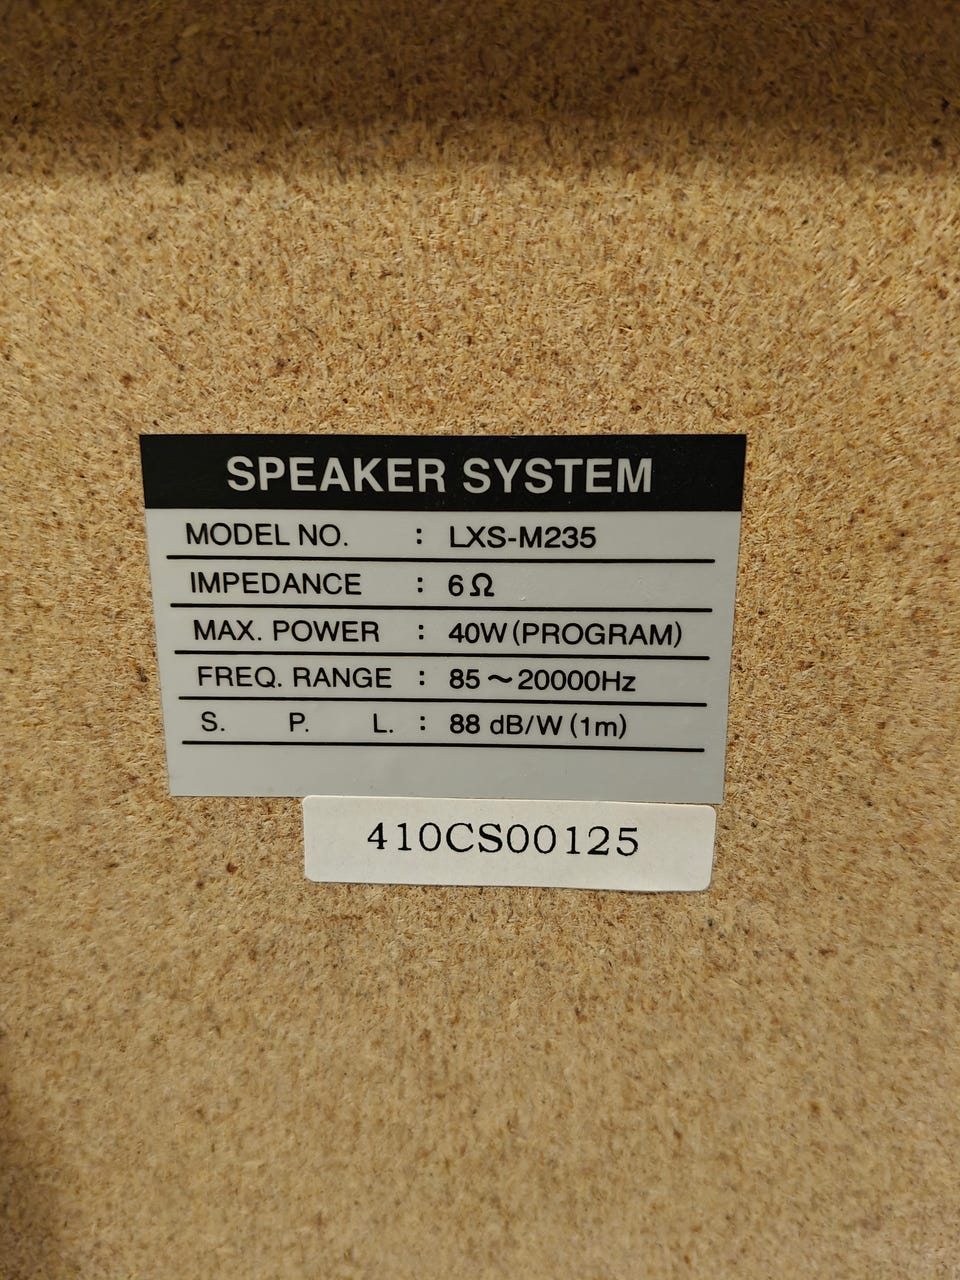 SPEAKER SYSTEM
MODEL NO. : LXS-M235
IMPEDANCE : 6Ω
MAX. POWER : 40W (PROGRAM)
FREQ. RANGE : 85～20000Hz
S. P. L. : 88 dB/W (1m)
410CS00125